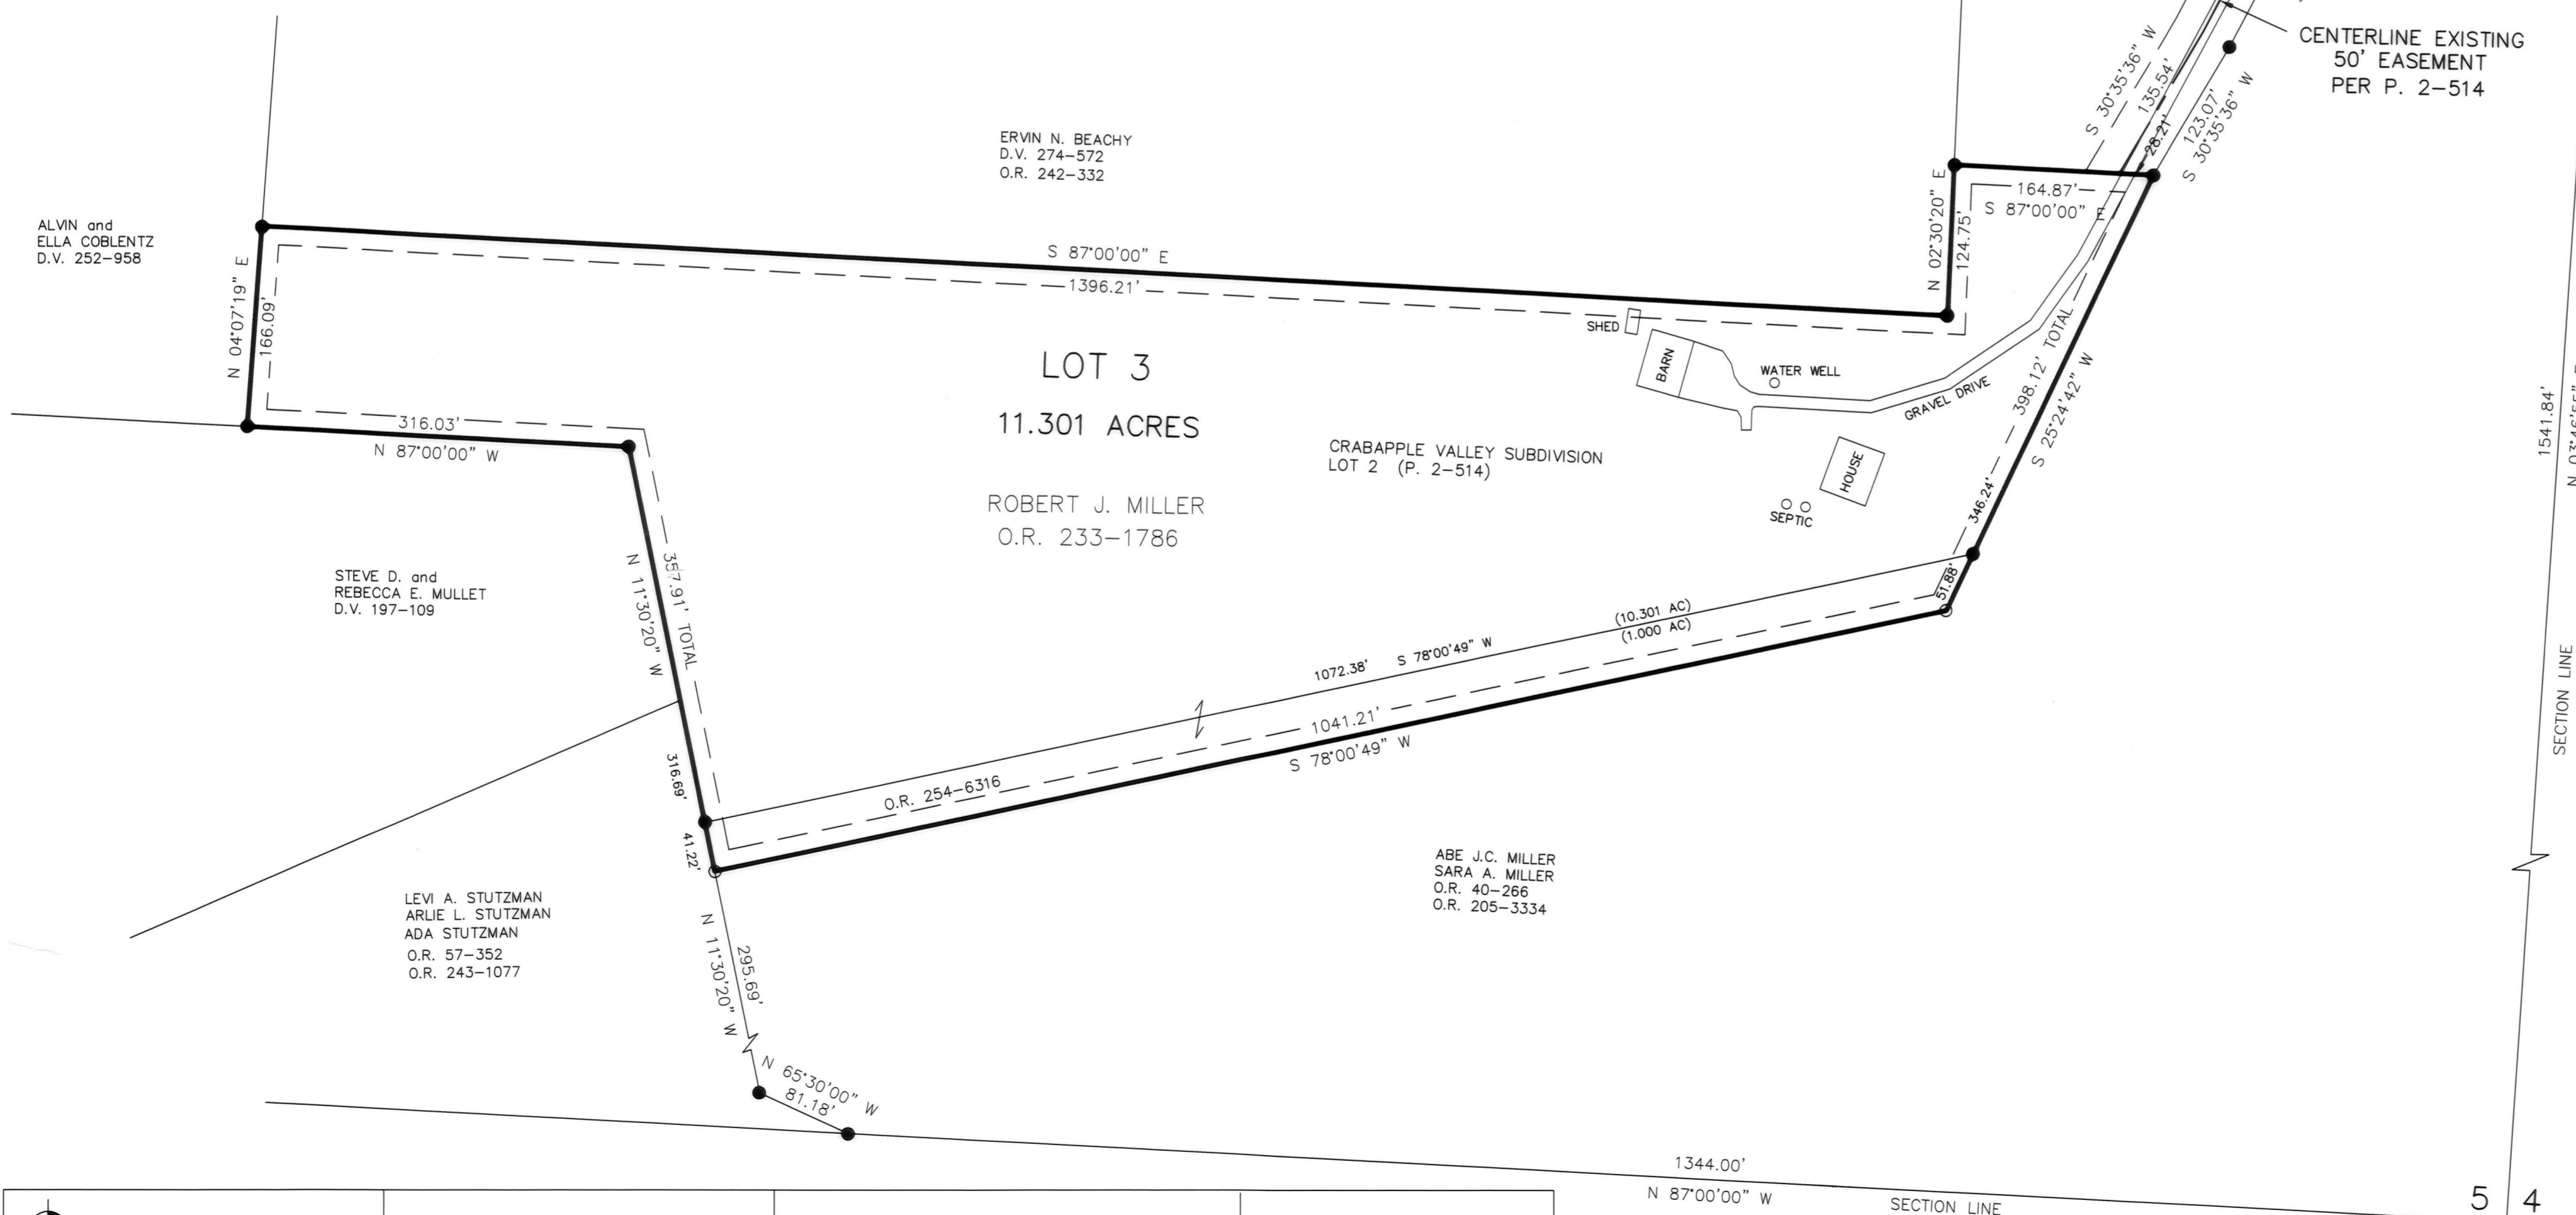 CENTERLINE EXISTING
50' EASEMENT
PER P. 2-514
S 30°35'36" W
135.54'
28.21'
123.07'
S 30°35'36" W
ERVIN N. BEACHY
D.V. 274-572
O.R. 242-332
ALVIN and
ELLA COBLENTZ
D.V. 252-958
N 04°07'19" E
166.09'
S 87°00'00" E
1396.21'
N 02°30'20" E
124.75'
164.87'
S 87°00'00" E
SHED
BARN
WATER WELL
GRAVEL DRIVE
398.12' TOTAL
S 25°24'42" W
346.24'
51.88'
LOT 3
11.301 ACRES
CRABAPPLE VALLEY SUBDIVISION
LOT 2 (P. 2-514)
HOUSE
SEPTIC
ROBERT J. MILLER
O.R. 233-1786
316.03'
N 87°00'00" W
357.91' TOTAL
N 11°30'20" W
STEVE D. and
REBECCA E. MULLET
D.V. 197-109
(10.301 AC)
(1.000 AC)
1072.38' S 78°00'49" W
1041.21'
S 78°00'49" W
O.R. 254-6316
316.69'
41.22'
LEVI A. STUTZMAN
ARLIE L. STUTZMAN
ADA STUTZMAN
O.R. 57-352
O.R. 243-1077
ABE J.C. MILLER
SARA A. MILLER
O.R. 40-266
O.R. 205-3334
295.69'
N 11°30'20" W
N 65°30'00" W
81.18'
1541.84'
SECTION LINE
1344.00'
N 87°00'00" W
SECTION LINE
5 4